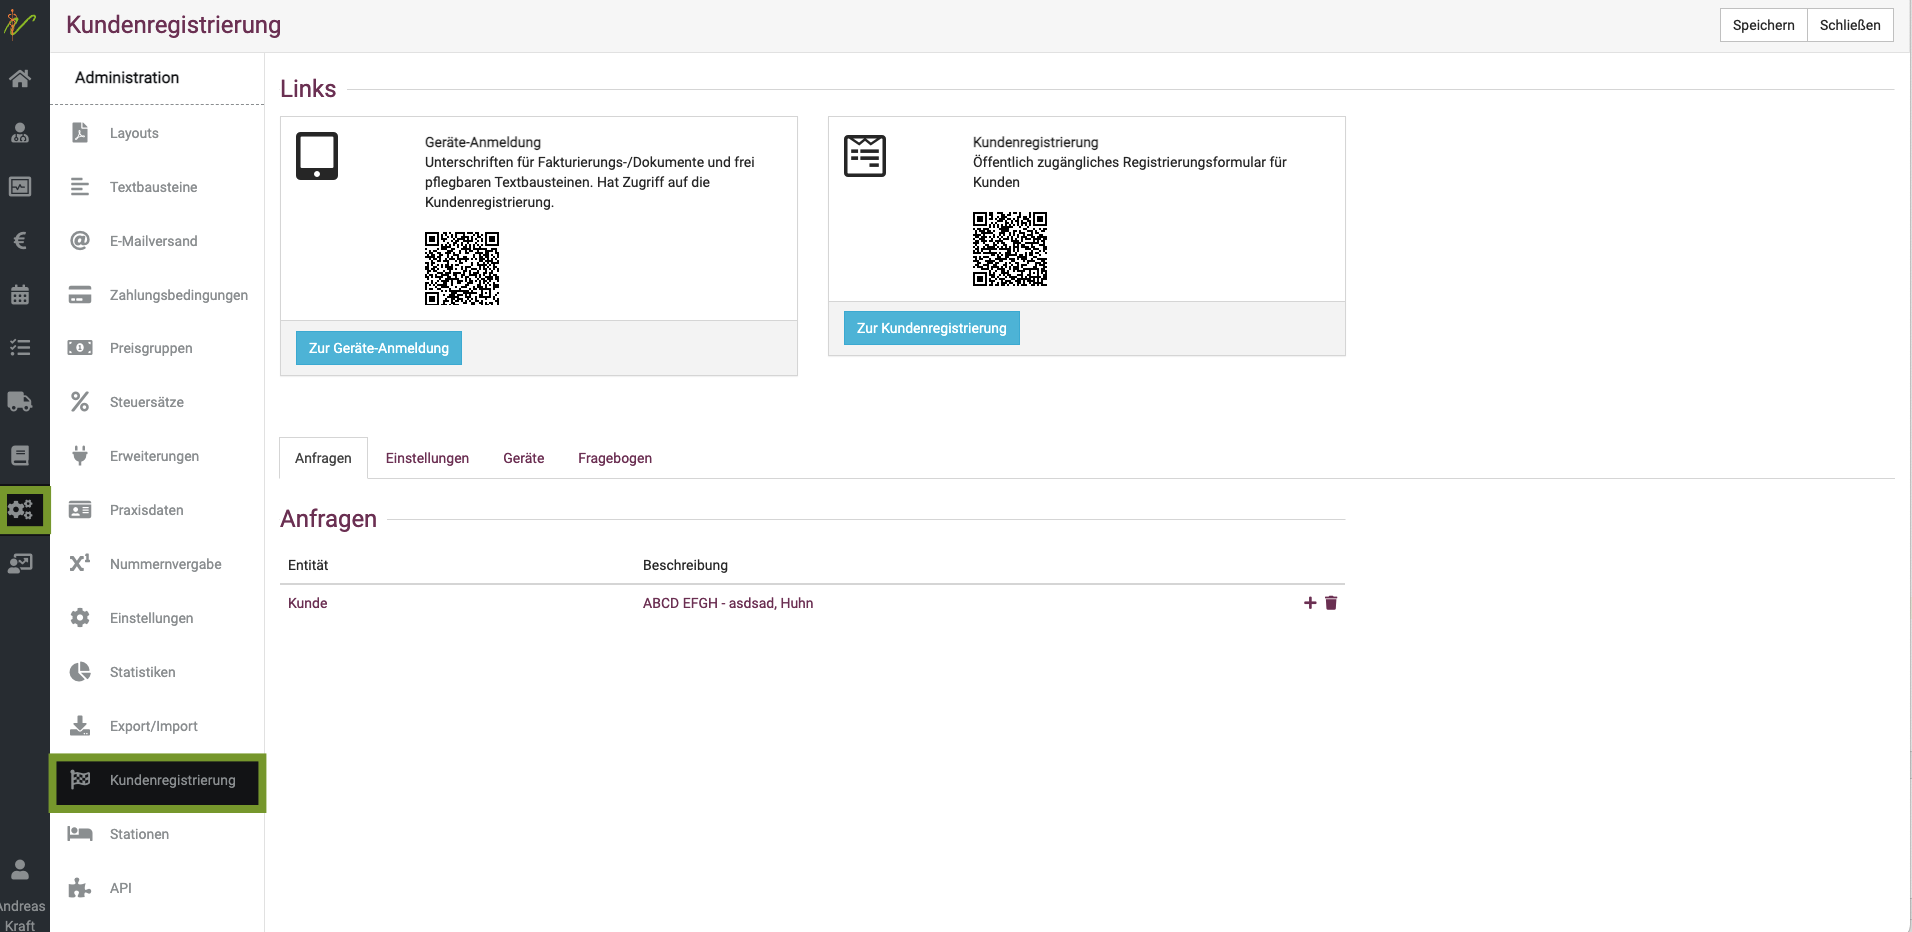 Kundenregistrierung
Speichern
Schließen
Administration
Layouts
Textbausteine
E-Mailversand
Zahlungsbedingungen
Preisgruppen
Steuersätze
Erweiterungen
Praxisdaten
Nummernvergabe
Einstellungen
Statistiken
Export/Import
Kundenregistrierung
Stationen
API
Andreas
Kraft
Links
Geräte-Anmeldung
Unterschriften für Fakturierungs-/Dokumente und frei
pflegbaren Textbausteinen. Hat Zugriff auf die
Kundenregistrierung.
Zur Geräte-Anmeldung
Kundenregistrierung
Öffentlich zugängliches Registrierungsformular für
Kunden
Zur Kundenregistrierung
Anfragen
Einstellungen
Geräte
Fragebogen
Anfragen
Entität
Beschreibung
Kunde
ABCD EFGH - asdsad, Huhn